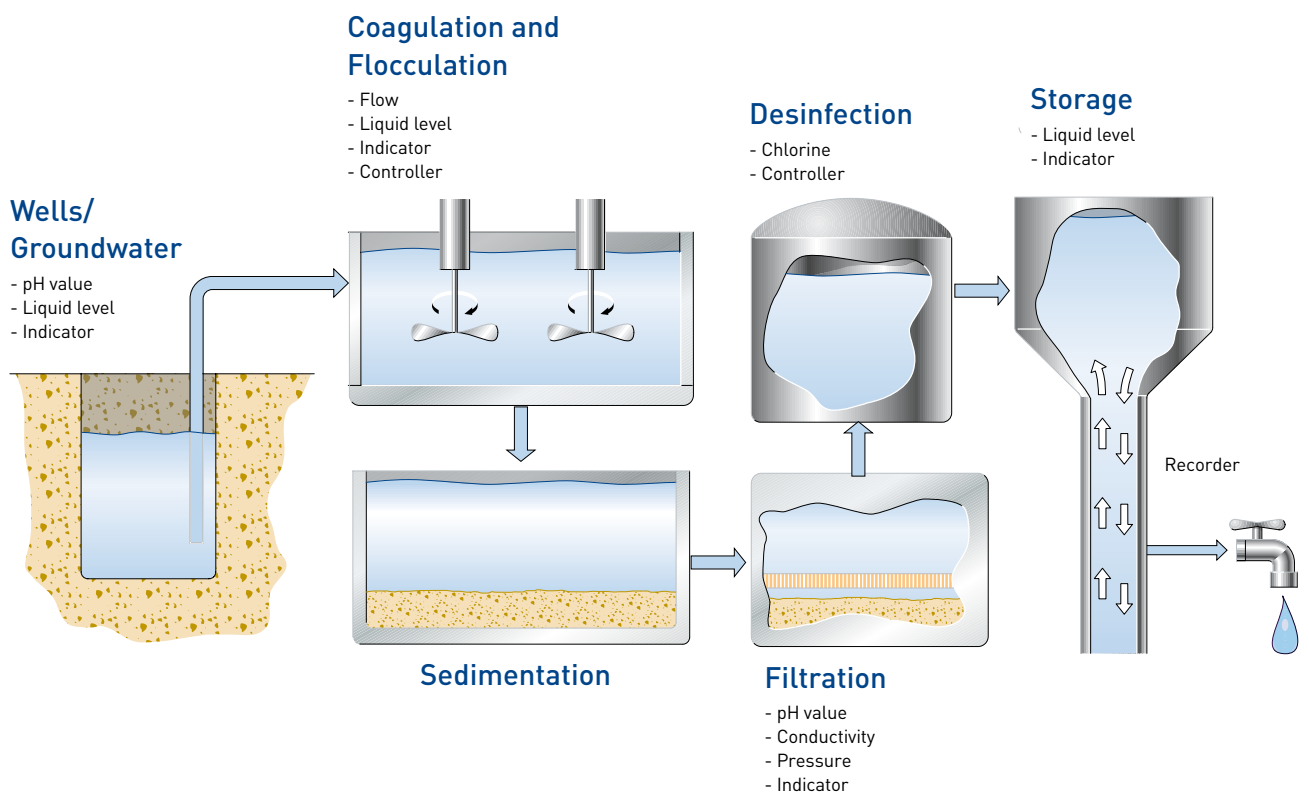 Coagulation and
Flocculation
- Flow
- Liquid level
- Indicator
- Controller
Desinfection
- Chlorine
- Controller
Storage
- Liquid level
- Indicator
Wells/
Groundwater
- pH value
- Liquid level
- Indicator
Recorder
Sedimentation
Filtration
- pH value
- Conductivity
- Pressure
- Indicator